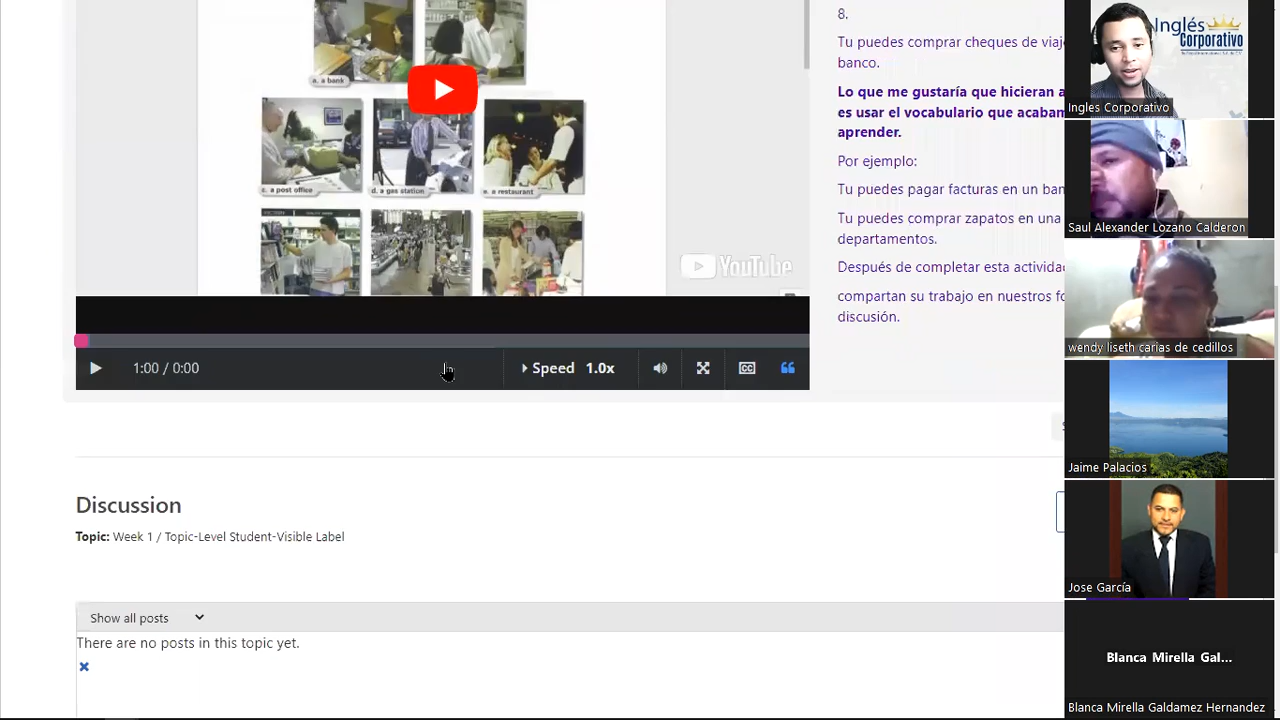 a. a bank
c. a post office
d. a gas station
e. a restaurant
YouTube
1:00 / 0:00
Speed 1.0x
CC
8.
Tu puedes comprar cheques de viaj
banco.
Lo que me gustaría que hicieran a
es usar el vocabulario que acaban
aprender.
Por ejemplo:
Tu puedes pagar facturas en un ban
Tu puedes comprar zapatos en una
departamentos.
Después de completar esta actividad
compartan su trabajo en nuestros fo
discusión.
Discussion
Topic: Week 1 / Topic-Level Student-Visible Label
Show all posts
There are no posts in this topic yet.
Inglés
Corporativo
Ingles Corporativo
Saul Alexander Lozano Calderon
wendy liseth carias de cedillos
Jaime Palacios
Jose García
Blanca Mirella Gal...
Blanca Mirella Galdamez Hernandez